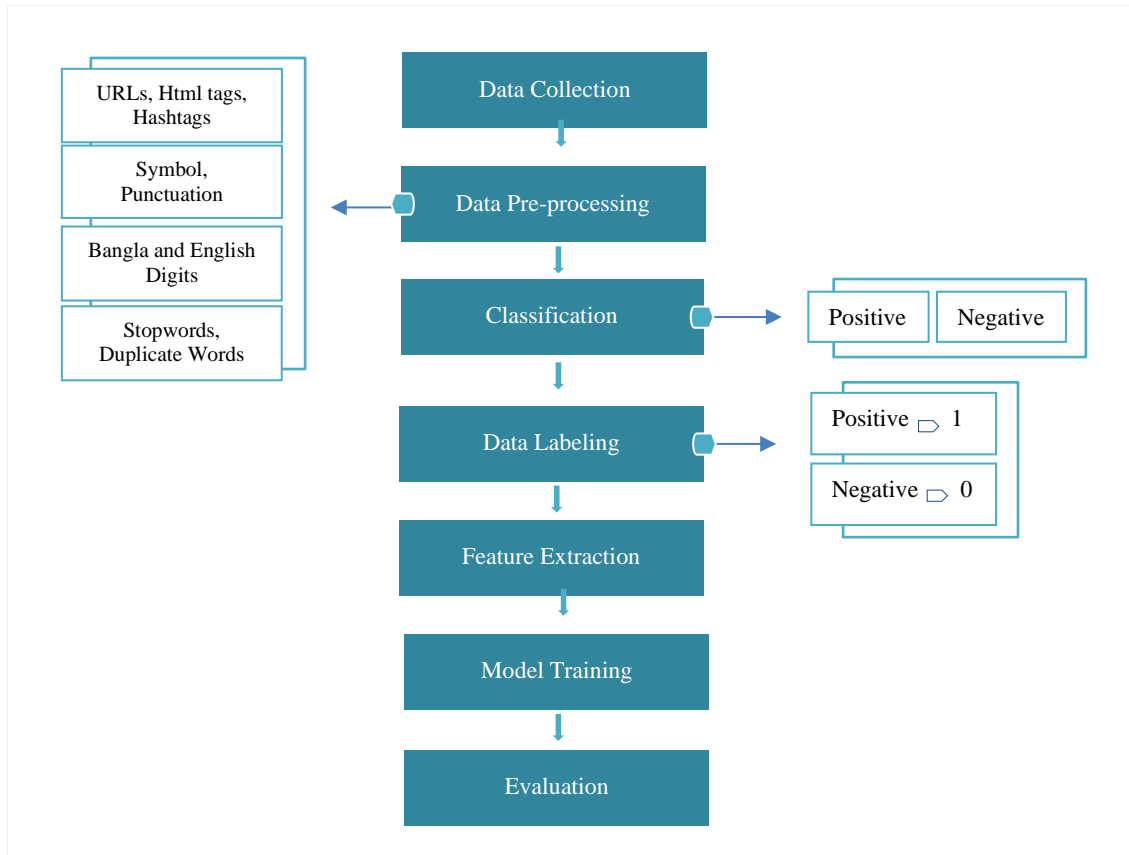 Data Collection
Data Pre-processing
URLs, Html tags,
Hashtags
Symbol,
Punctuation
Bangla and English
Digits
Stopwords,
Duplicate Words
Classification
Positive
Negative
Data Labeling
Positive 1
Negative 0
Feature Extraction
Model Training
Evaluation